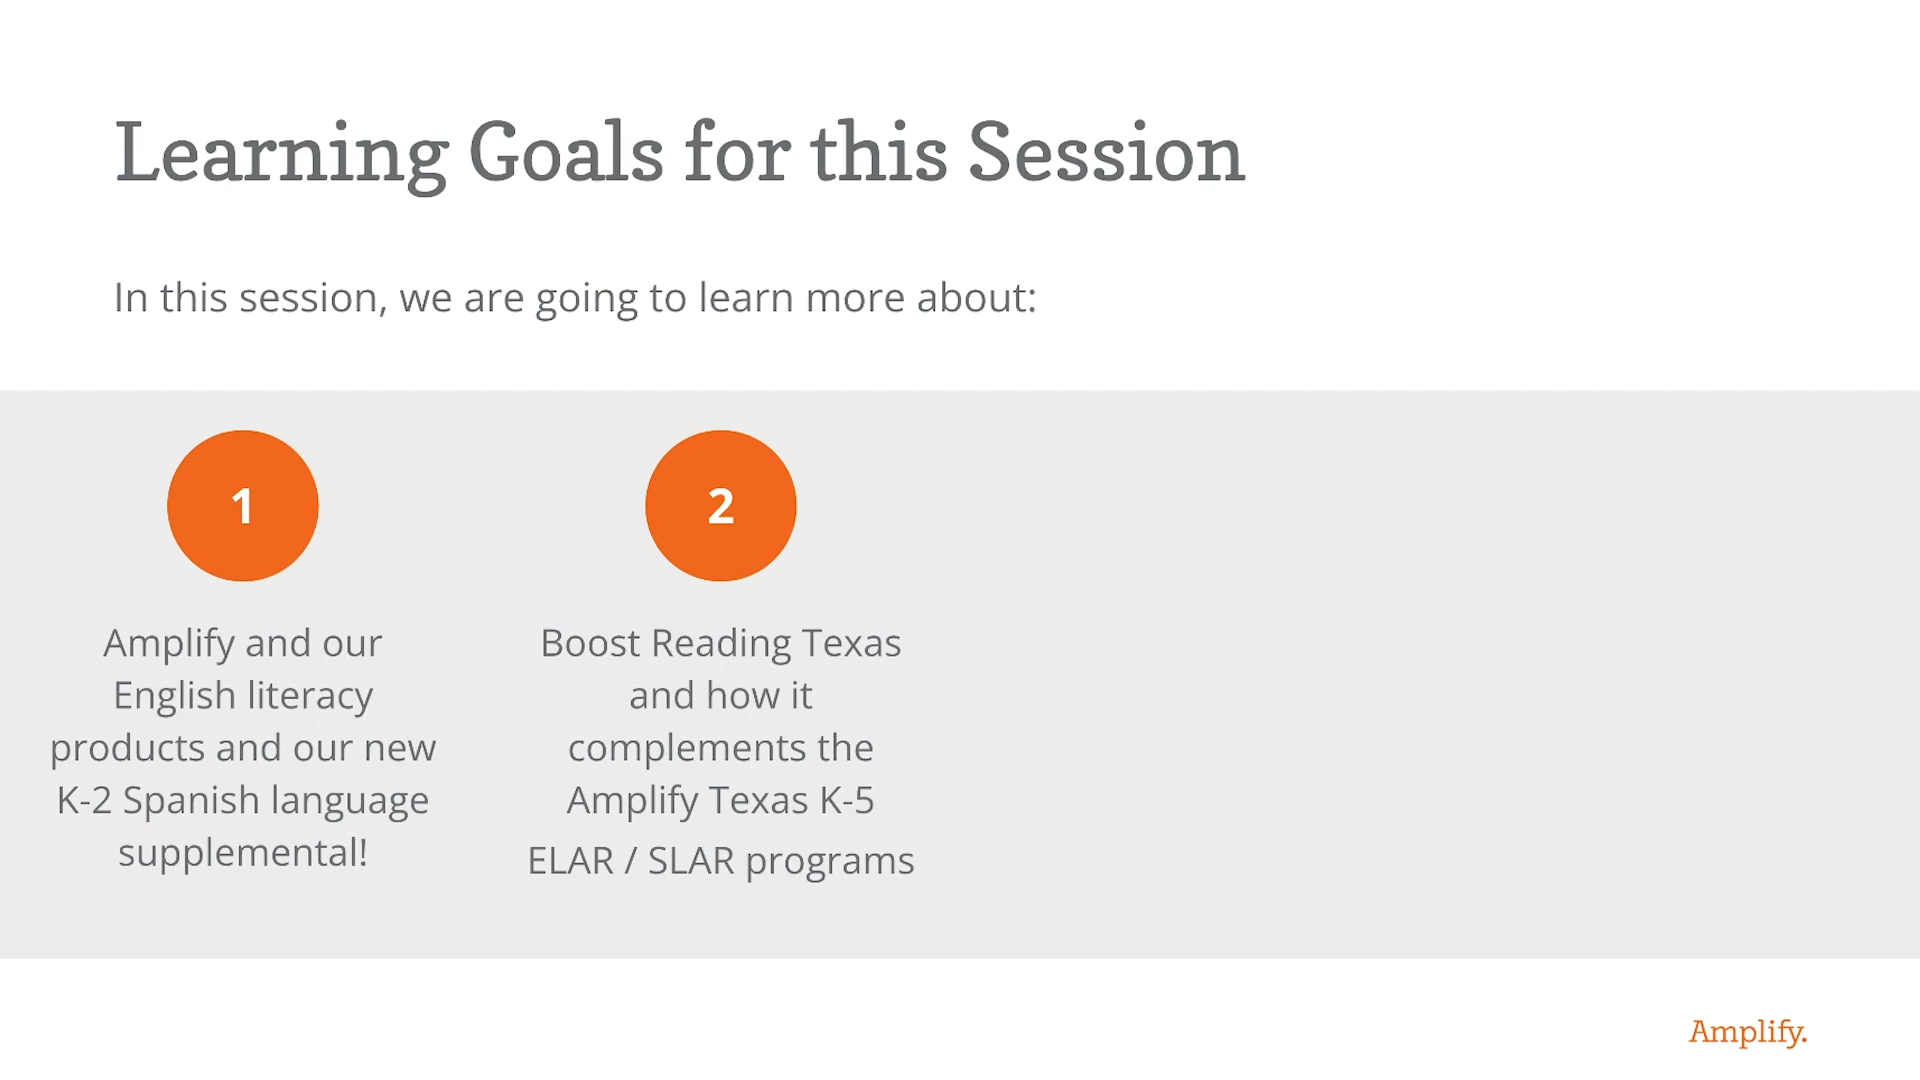 Learning Goals for this Session
In this session, we are going to learn more about:
1
Amplify and our
English literacy
products and our new
K-2 Spanish language
supplemental!
2
Boost Reading Texas
and how it
complements the
Amplify Texas K-5
ELAR / SLAR programs
Amplify.